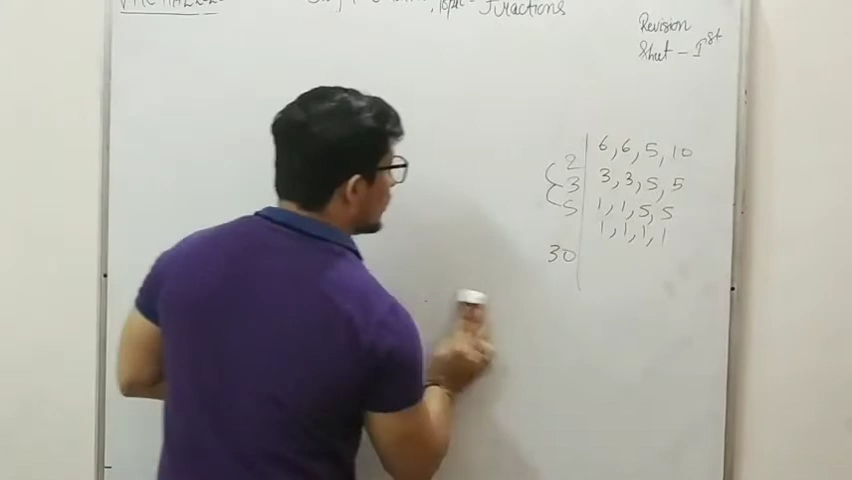 Topic - Fractions
Revision
Sheet - Ist
2 | 6, 6, 5, 10
3 | 3, 3, 5, 5
5 | 1, 1, 5, 5
1, 1, 1, 1
30